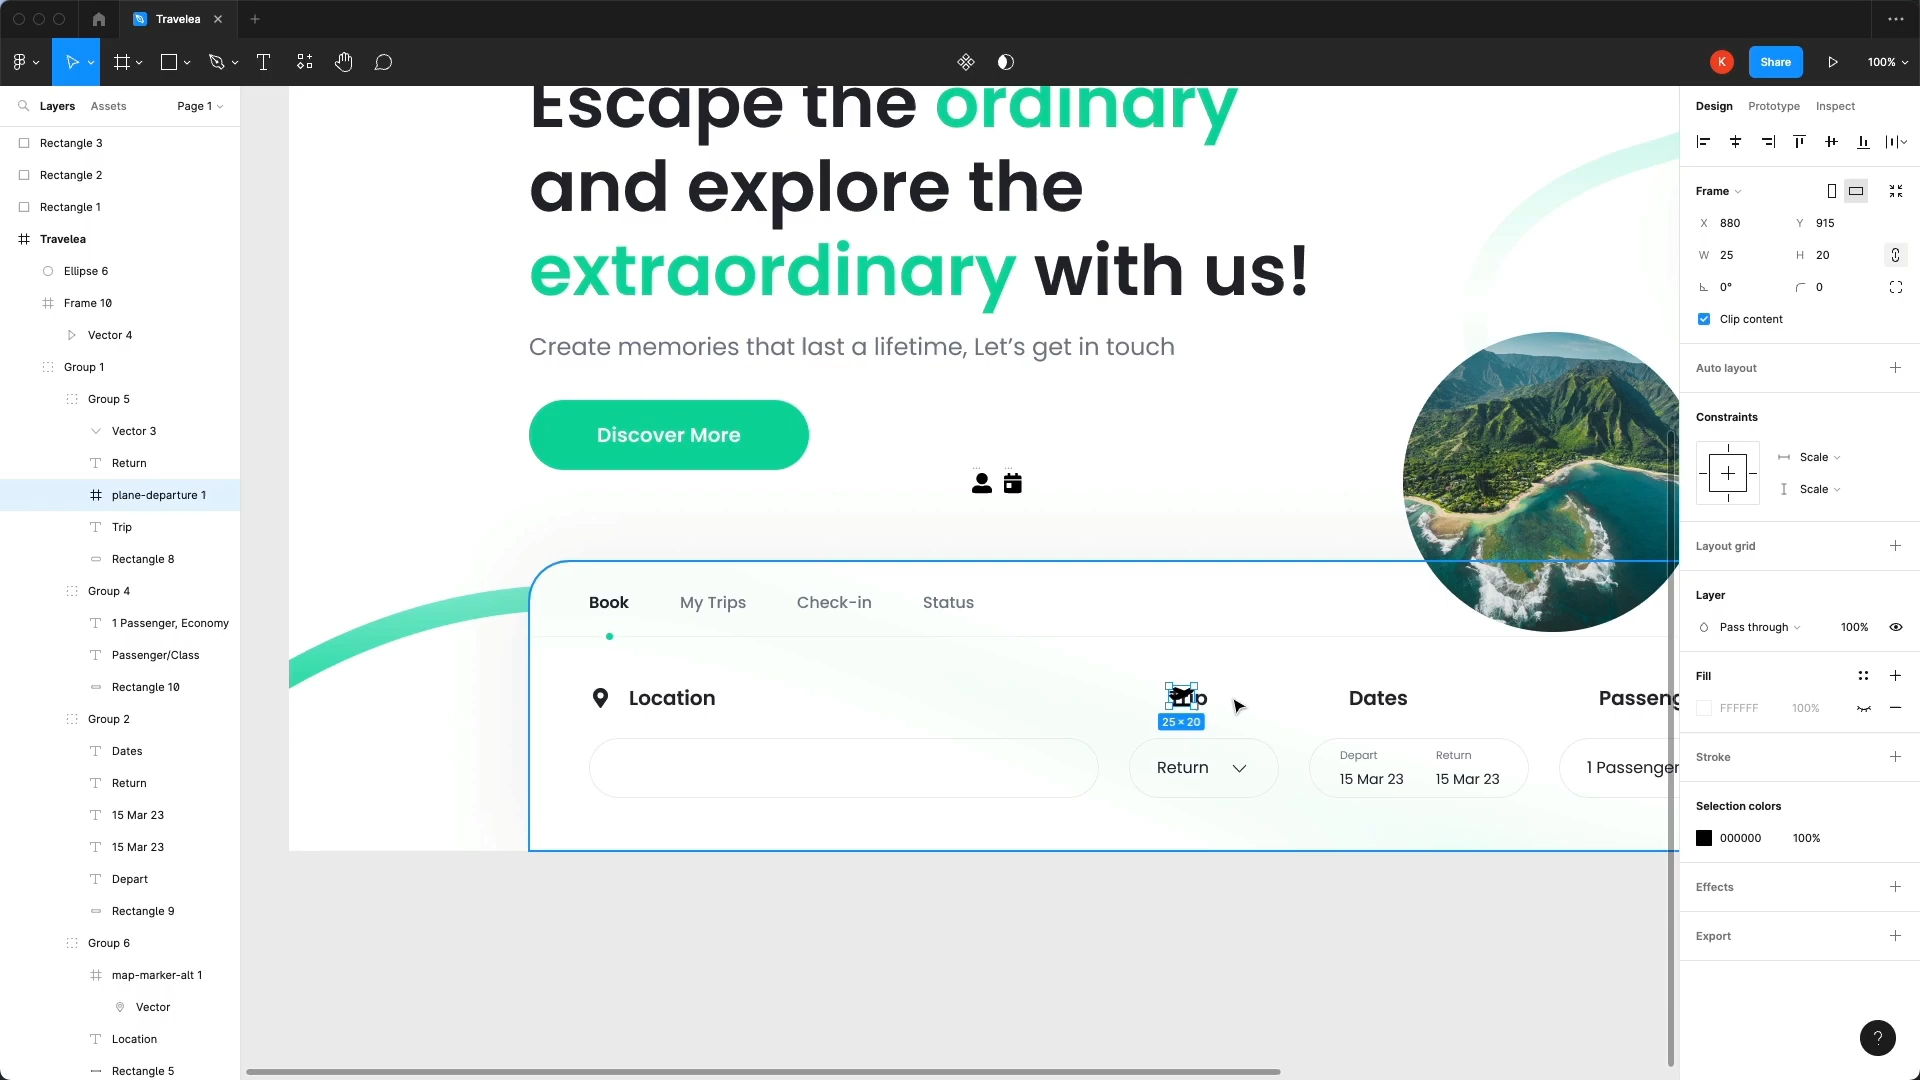 Travelea
K
Share
100%
Layers
Assets
Page 1
Rectangle 3
Rectangle 2
Rectangle 1
Travelea
Ellipse 6
Frame 10
Vector 4
Group 1
Group 5
Vector 3
Return
plane-departure 1
Trip
Rectangle 8
Group 4
1 Passenger, Economy
Passenger/Class
Rectangle 10
Group 2
Dates
Return
15 Mar 23
15 Mar 23
Depart
Rectangle 9
Group 6
map-marker-alt 1
Vector
Location
Rectangle 5
Escape the ordinary
and explore the
extraordinary with us!
Create memories that last a lifetime, Let's get in touch
Discover More
Book
My Trips
Check-in
Status
Location
25 × 20
Dates
Passeng
Return
Depart
Return
15 Mar 23
15 Mar 23
1 Passenger
Design
Prototype
Inspect
Frame
X 880
Y 915
W 25
H 20
0°
0
Clip content
Auto layout
Constraints
Scale
Scale
Layout grid
Layer
Pass through
100%
Fill
FFFFFF
100%
Stroke
Selection colors
000000
100%
Effects
Export
?